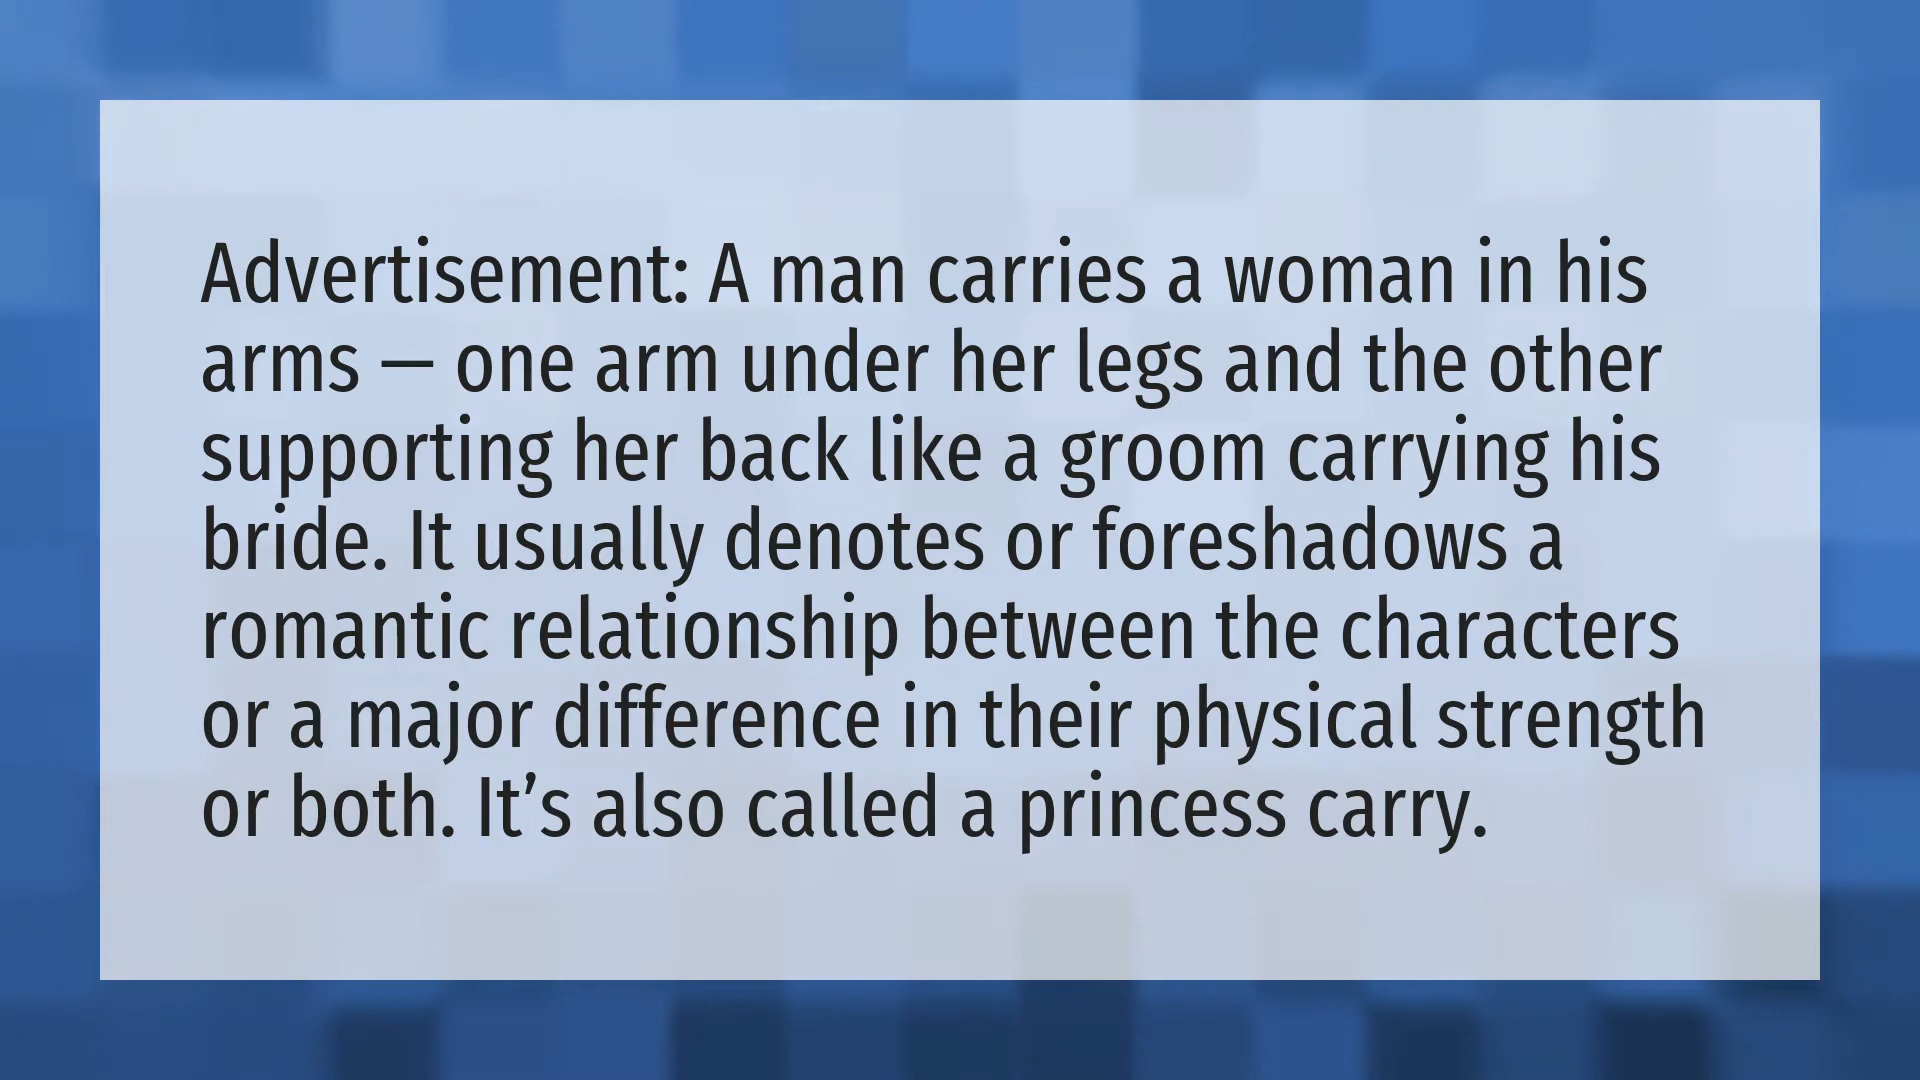 Advertisement: A man carries a woman in his
arms — one arm under her legs and the other
supporting her back like a groom carrying his
bride. It usually denotes or foreshadows a
romantic relationship between the characters
or a major difference in their physical strength
or both. It’s also called a princess carry.